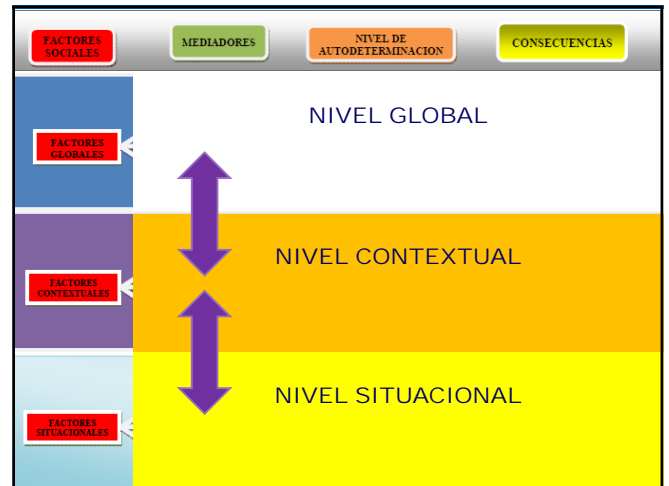 FACTORES
SOCIALES
MEDIADORES
NIVEL DE
AUTODETERMINACION
CONSECUENCIAS
NIVEL GLOBAL
FACTORES
GLOBALES
NIVEL CONTEXTUAL
FACTORES
CONTEXTUALES
NIVEL SITUACIONAL
FACTORES
SITUACIONALES